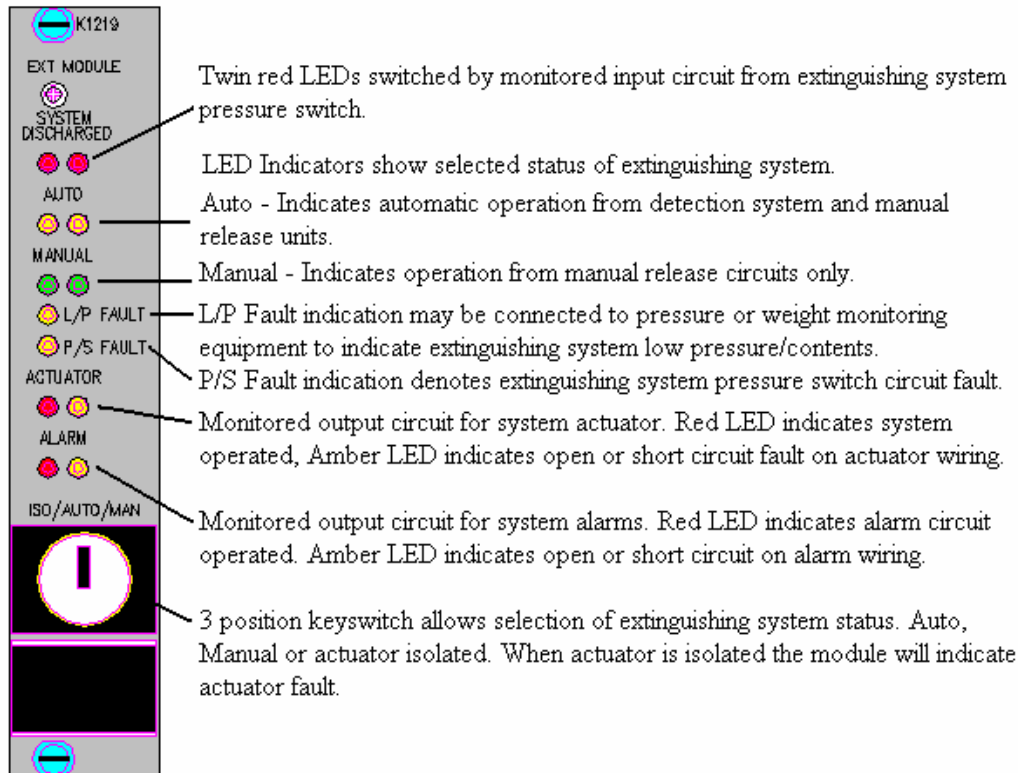 K1219
EXT MODULE
SYSTEM
DISCHARGED
AUTO
MANUAL
L/P FAULT
P/S FAULT
ACTUATOR
ALARM
ISO/AUTO/MAN
Twin red LEDs switched by monitored input circuit from extinguishing system
pressure switch.
LED Indicators show selected status of extinguishing system.
Auto - Indicates automatic operation from detection system and manual
release units.
Manual - Indicates operation from manual release circuits only.
L/P Fault indication may be connected to pressure or weight monitoring
equipment to indicate extinguishing system low pressure/contents.
P/S Fault indication denotes extinguishing system pressure switch circuit fault.
Monitored output circuit for system actuator. Red LED indicates system
operated, Amber LED indicates open or short circuit fault on actuator wiring.
Monitored output circuit for system alarms. Red LED indicates alarm circuit
operated. Amber LED indicates open or short circuit on alarm wiring.
3 position keyswitch allows selection of extinguishing system status. Auto,
Manual or actuator isolated. When actuator is isolated the module will indicate
actuator fault.